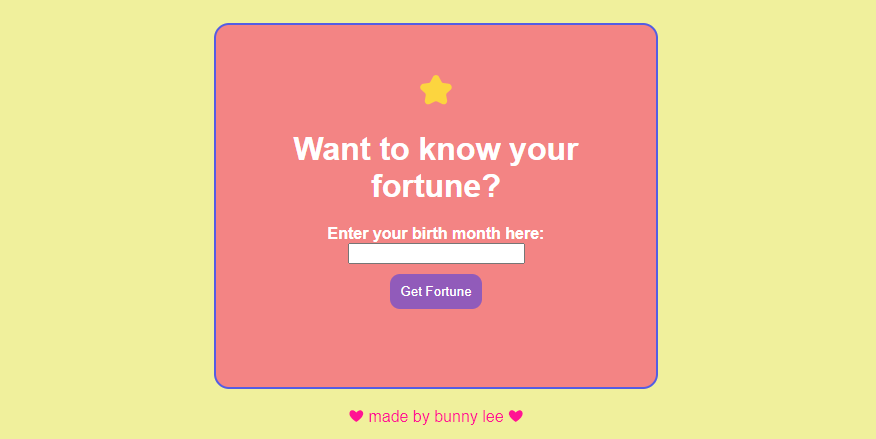 Want to know your
fortune?
Enter your birth month here:
Get Fortune
made by bunny lee